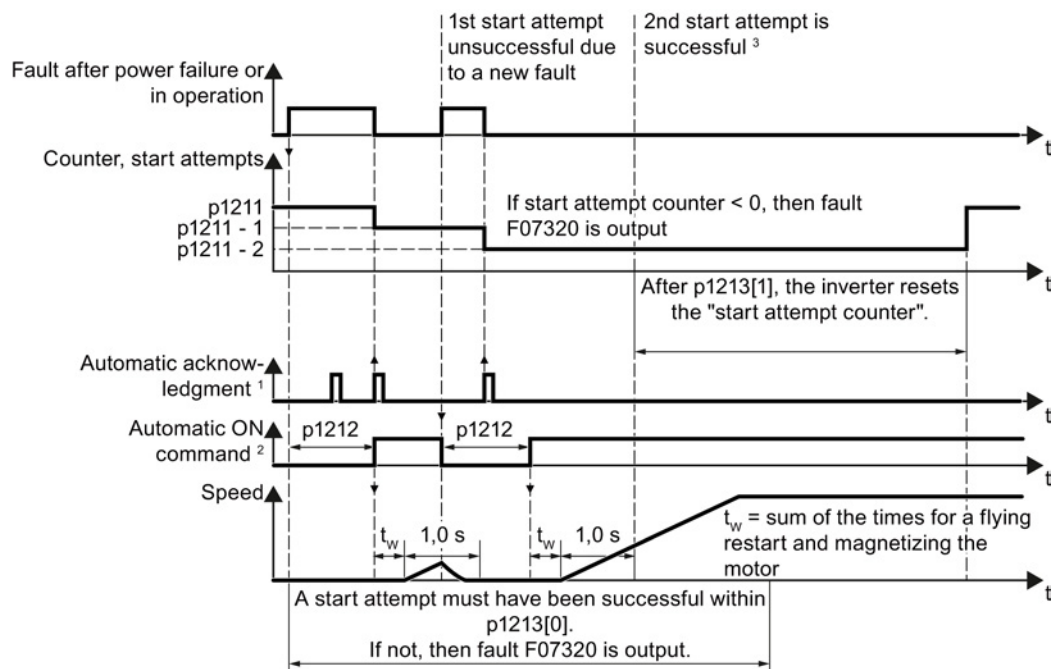 1st start attempt
unsuccessful due
to a new fault
2nd start attempt is
successful ³
Fault after power failure or
in operation
t
Counter, start attempts
p1211
p1211 - 1
p1211 - 2
If start attempt counter < 0, then fault
F07320 is output
t
After p1213[1], the inverter resets
the "start attempt counter".
Automatic acknow-
ledgment ¹
t
Automatic ON
command ²
p1212
p1212
t
Speed
t_w
1,0 s
t_w
1,0 s
t_w = sum of the times for a flying
restart and magnetizing the
motor
t
A start attempt must have been successful within
p1213[0].
If not, then fault F07320 is output.